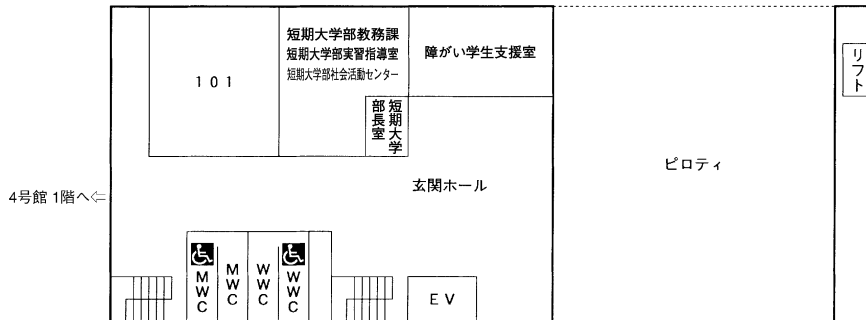 101
短期大学部教務課
短期大学部実習指導室
短期大学部社会活動センター
障がい学生支援室
リフト
短期大学
部長室
ピロティ
玄関ホール
4号館 1階へ⇦
MWC
MWC
WWC
WWC
EV